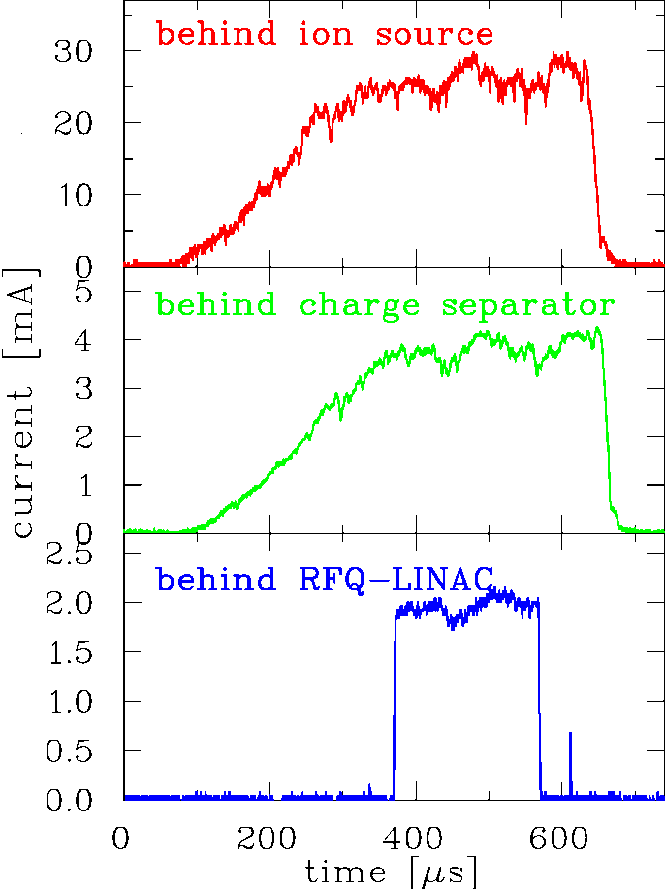 behind ion source
30
20
10
0
behind charge separator
5
4
3
2
1
0
current [mA]
behind RFQ-LINAC
2.5
2.0
1.5
1.0
0.5
0.0
0 200 400 600
time [μs]